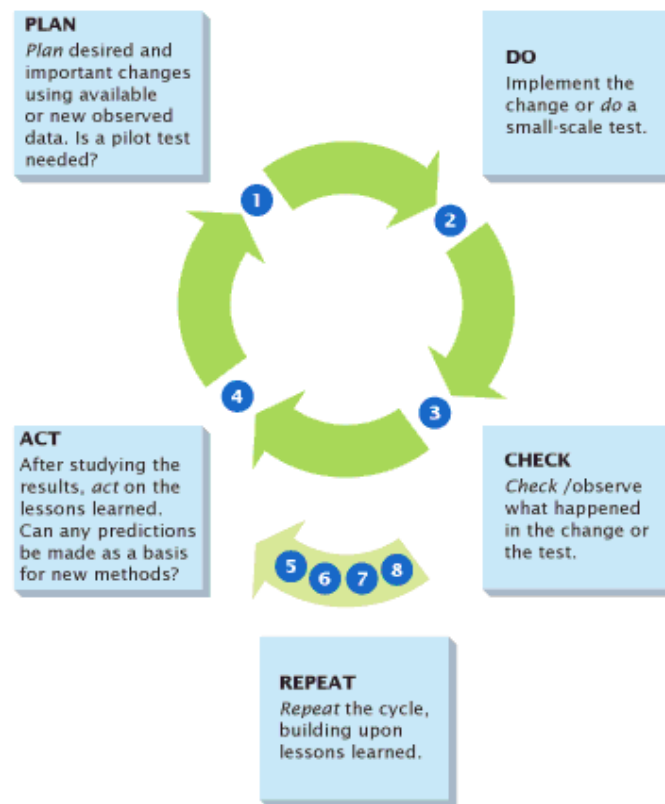 PLAN
Plan desired and
important changes
using available
or new observed
data. Is a pilot test
needed?
DO
Implement the
change or do a
small-scale test.
1
2
3
4
ACT
After studying the
results, act on the
lessons learned.
Can any predictions
be made as a basis
for new methods?
CHECK
Check /observe
what happened
in the change or
the test.
5 6 7 8
REPEAT
Repeat the cycle,
building upon
lessons learned.